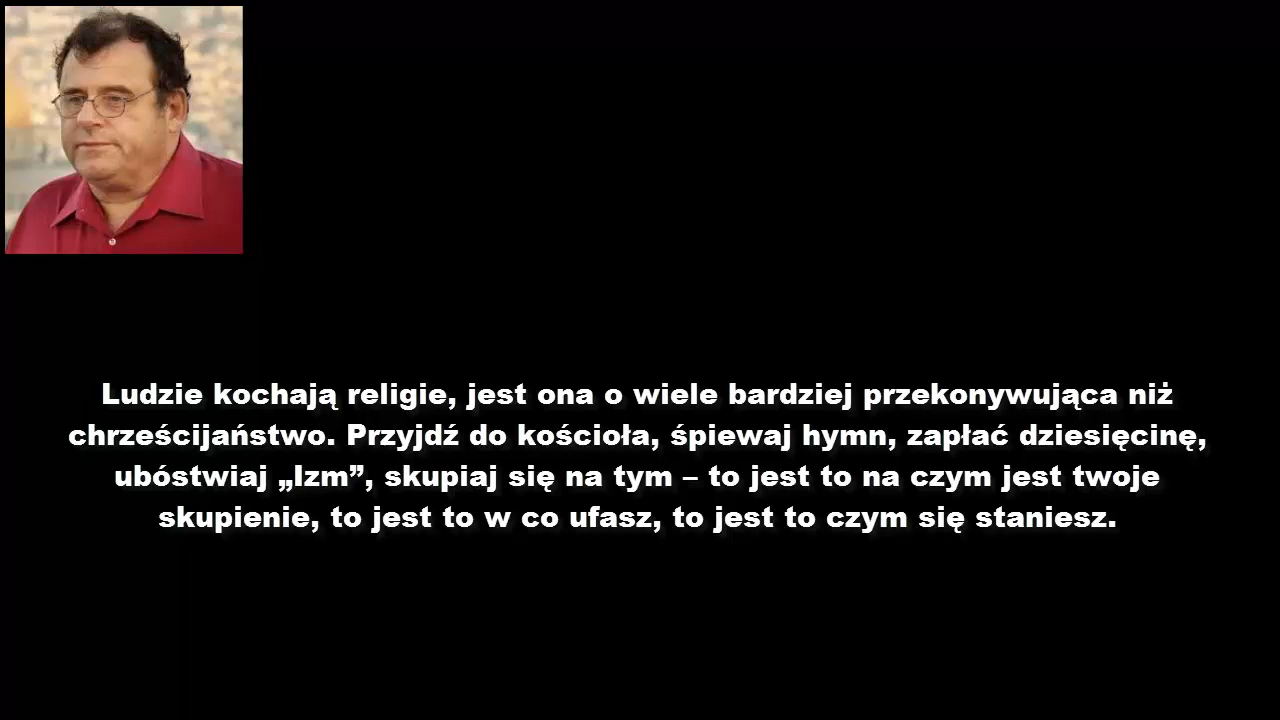 Ludzie kochają religie, jest ona o wiele bardziej przekonywująca niż
chrześcijaństwo. Przyjdź do kościoła, śpiewaj hymn, zapłać dziesięcinę,
ubóstwiaj „Izm”, skupiaj się na tym – to jest to na czym jest twoje
skupienie, to jest to w co ufasz, to jest to czym się staniesz.